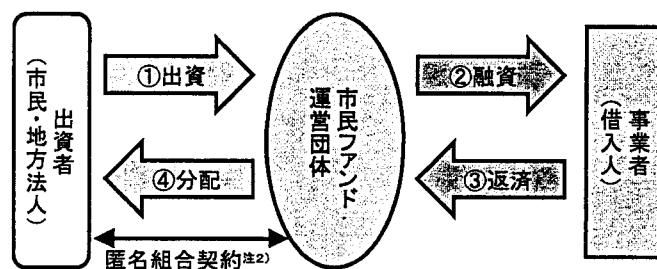 出資者
(市民・地方法人)
①出資
④分配
市民ファンド・
運営団体
②融資
③返済
事業者
(借入人)
匿名組合契約注2)